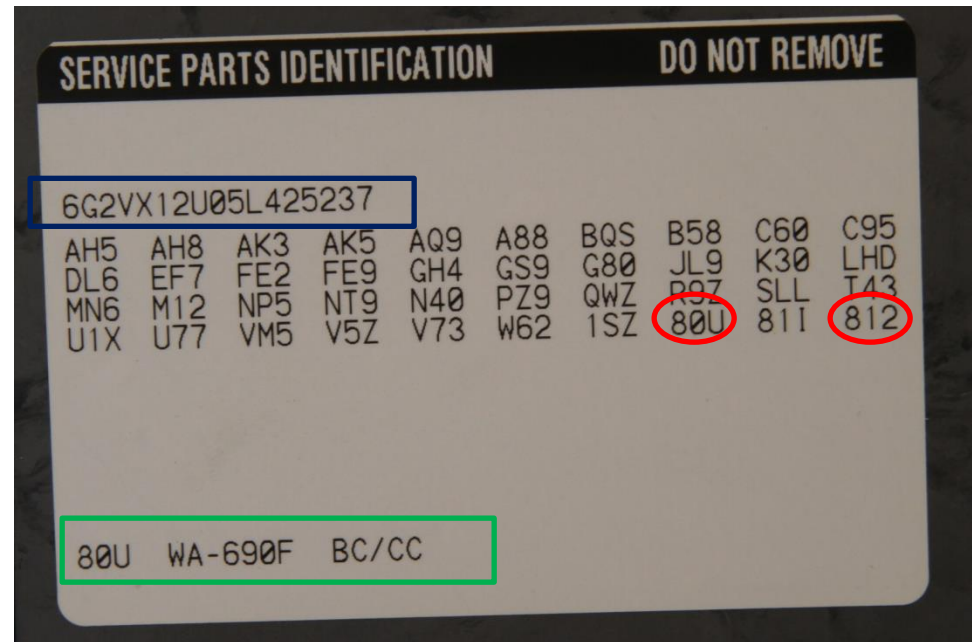 SERVICE PARTS IDENTIFICATION DO NOT REMOVE
6G2VX12U05L425237
AH5 AH8 AK3 AK5 AQ9 A88 BQS B58 C60 C95
DL6 EF7 FE2 FE9 GH4 GS9 G80 JL9 K30 LHD
MN6 M12 NP5 NT9 N40 PZ9 QWZ R9Z SLL T43
U1X U77 VM5 V5Z V73 W62 1SZ 80U 81I 812
80U WA-690F BC/CC